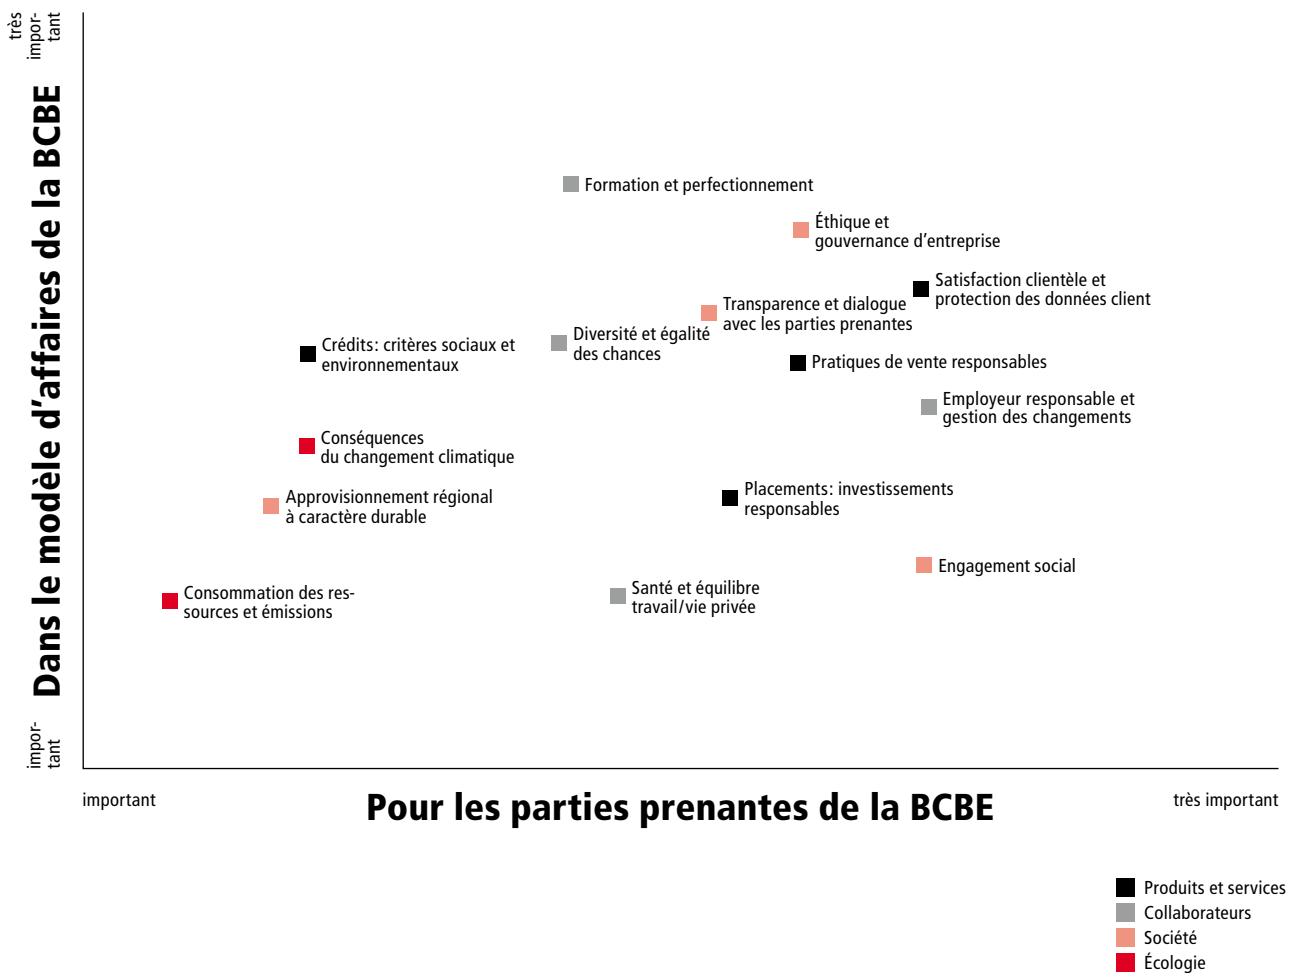 très
impor-
tant
Dans le modèle d'affaires de la BCBE
impor-
tant
Formation et perfectionnement
Éthique et
gouvernance d'entreprise
Satisfaction clientèle et
protection des données client
Transparence et dialogue
avec les parties prenantes
Diversité et égalité
des chances
Crédits: critères sociaux et
environnementaux
Pratiques de vente responsables
Employeur responsable et
gestion des changements
Conséquences
du changement climatique
Approvisionnement régional
à caractère durable
Placements: investissements
responsables
Engagement social
Consommation des res-
sources et émissions
Santé et équilibre
travail/vie privée
important
Pour les parties prenantes de la BCBE
très important
Produits et services
Collaborateurs
Société
Écologie